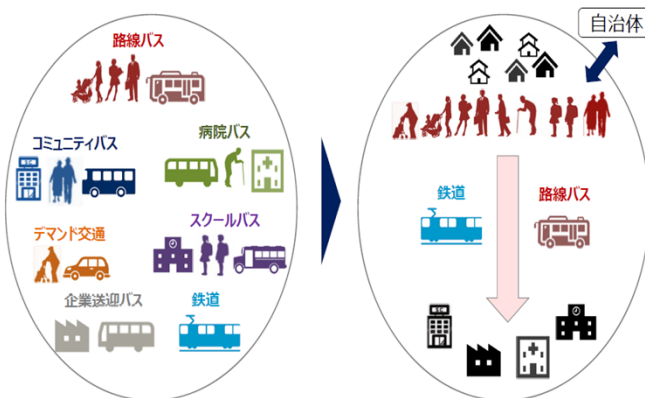 路線バス
コミュニティバス
病院バス
デマンド交通
スクールバス
企業送迎バス
鉄道
自治体
鉄道
路線バス
SC